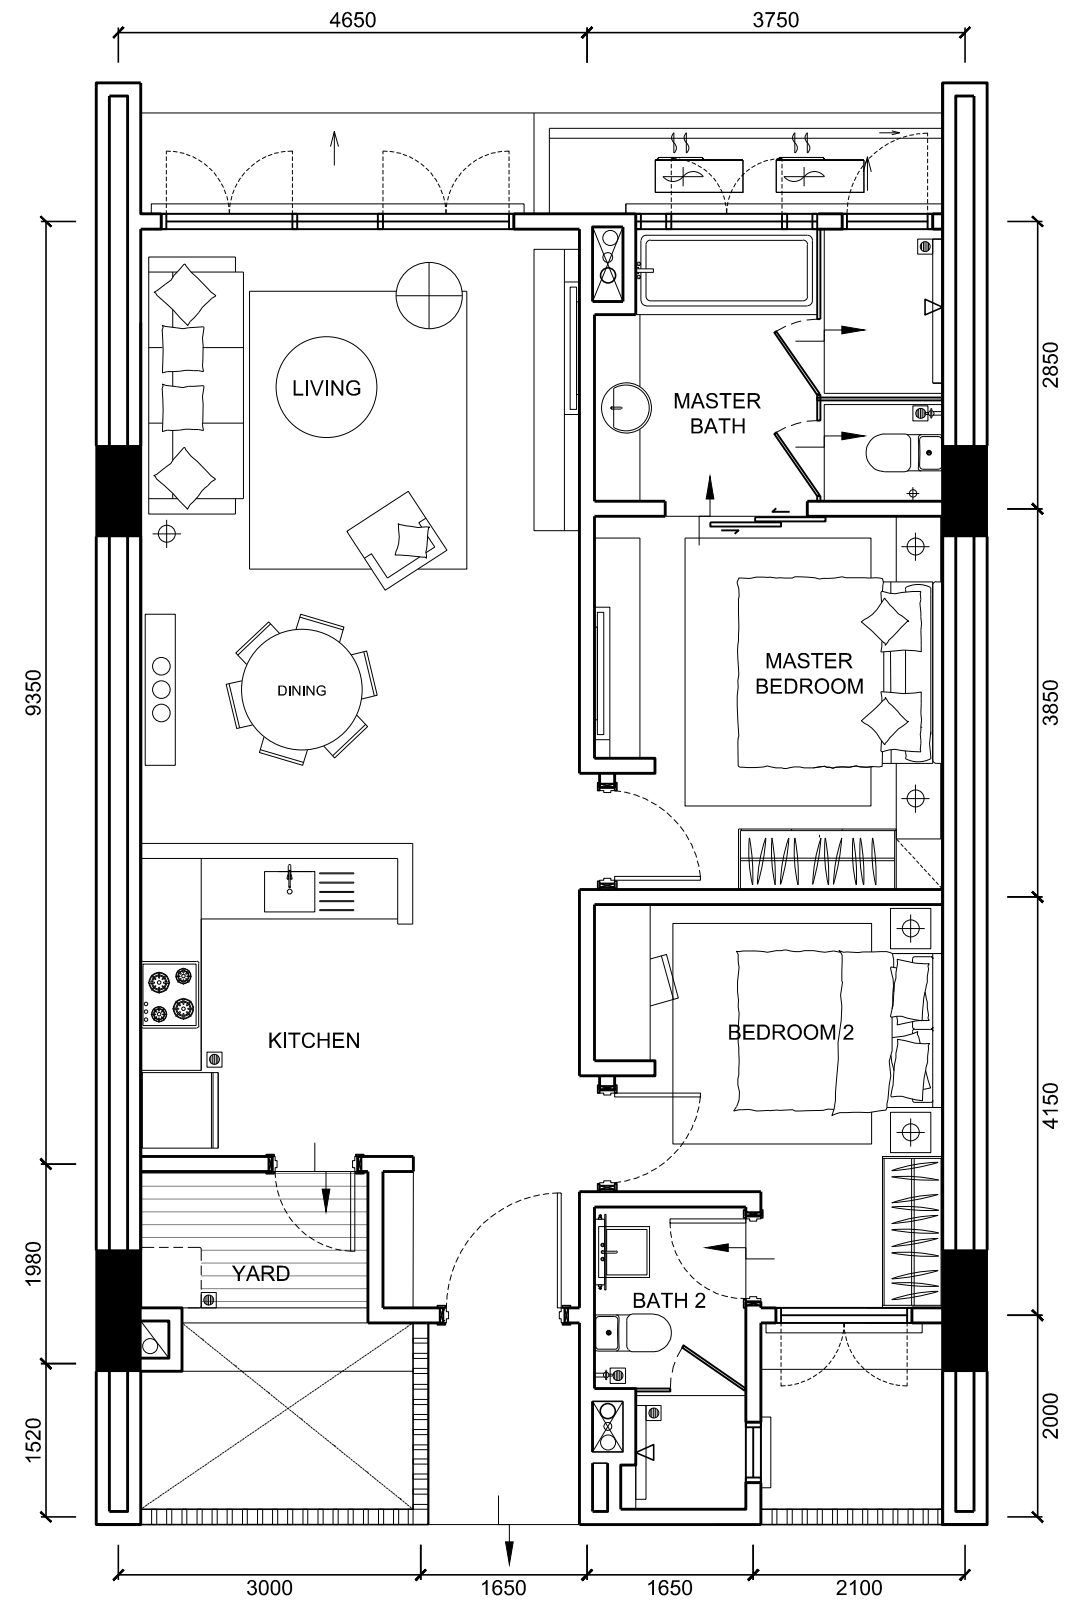 4650
3750
LIVING
MASTER
BATH
2850
DINING
MASTER
BEDROOM
9350
3850
KITCHEN
BEDROOM 2
4150
YARD
1980
BATH 2
1520
2000
3000
1650
1650
2100